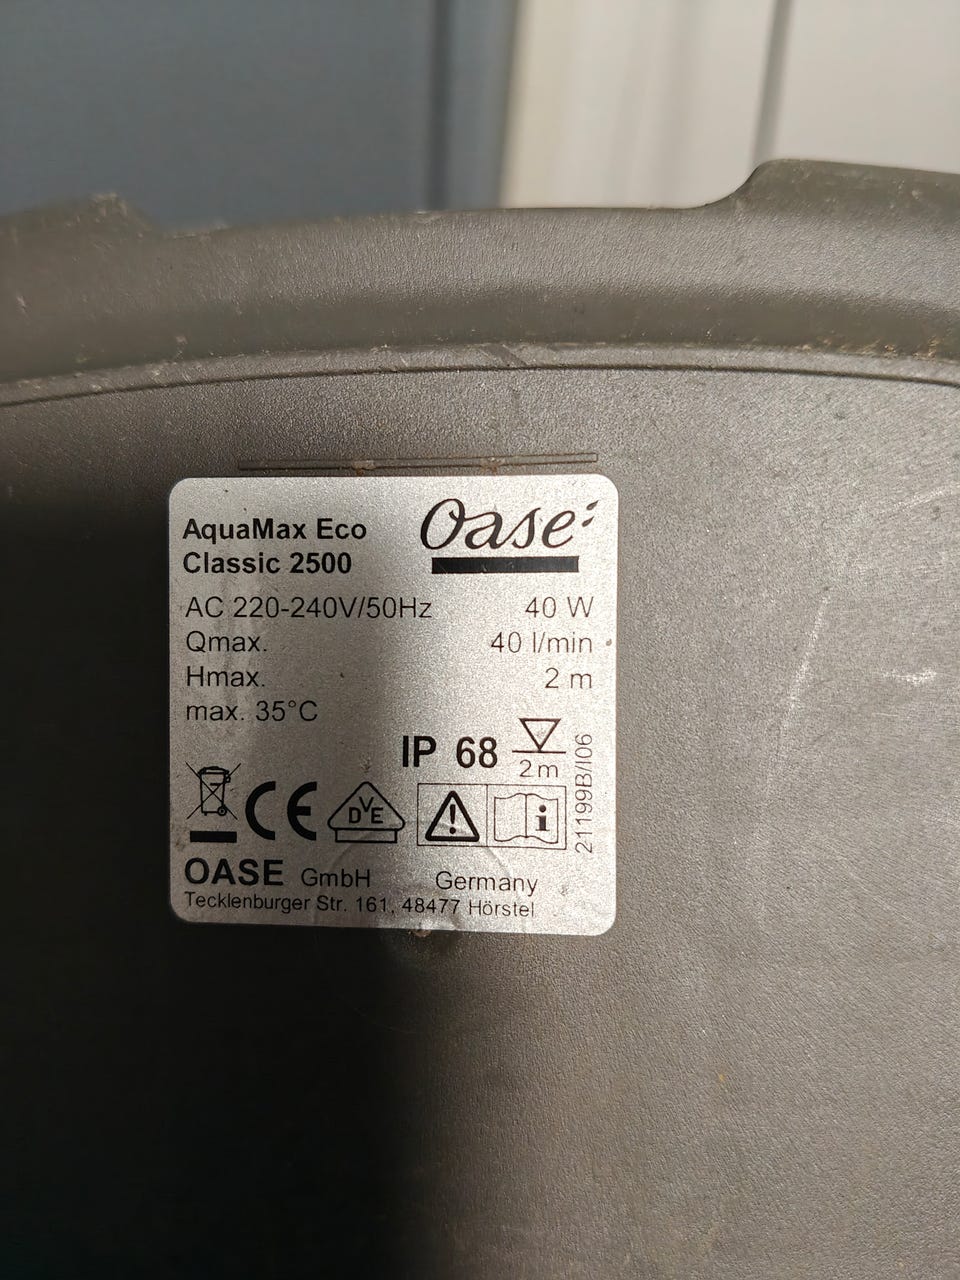 AquaMax Eco
Classic 2500
Oase
AC 220-240V/50Hz 40 W
Qmax. 40 l/min
Hmax. 2 m
max. 35°C
IP 68
2m
21199B/I06
CE
DVE
i
OASE GmbH Germany
Tecklenburger Str. 161, 48477 Hörstel